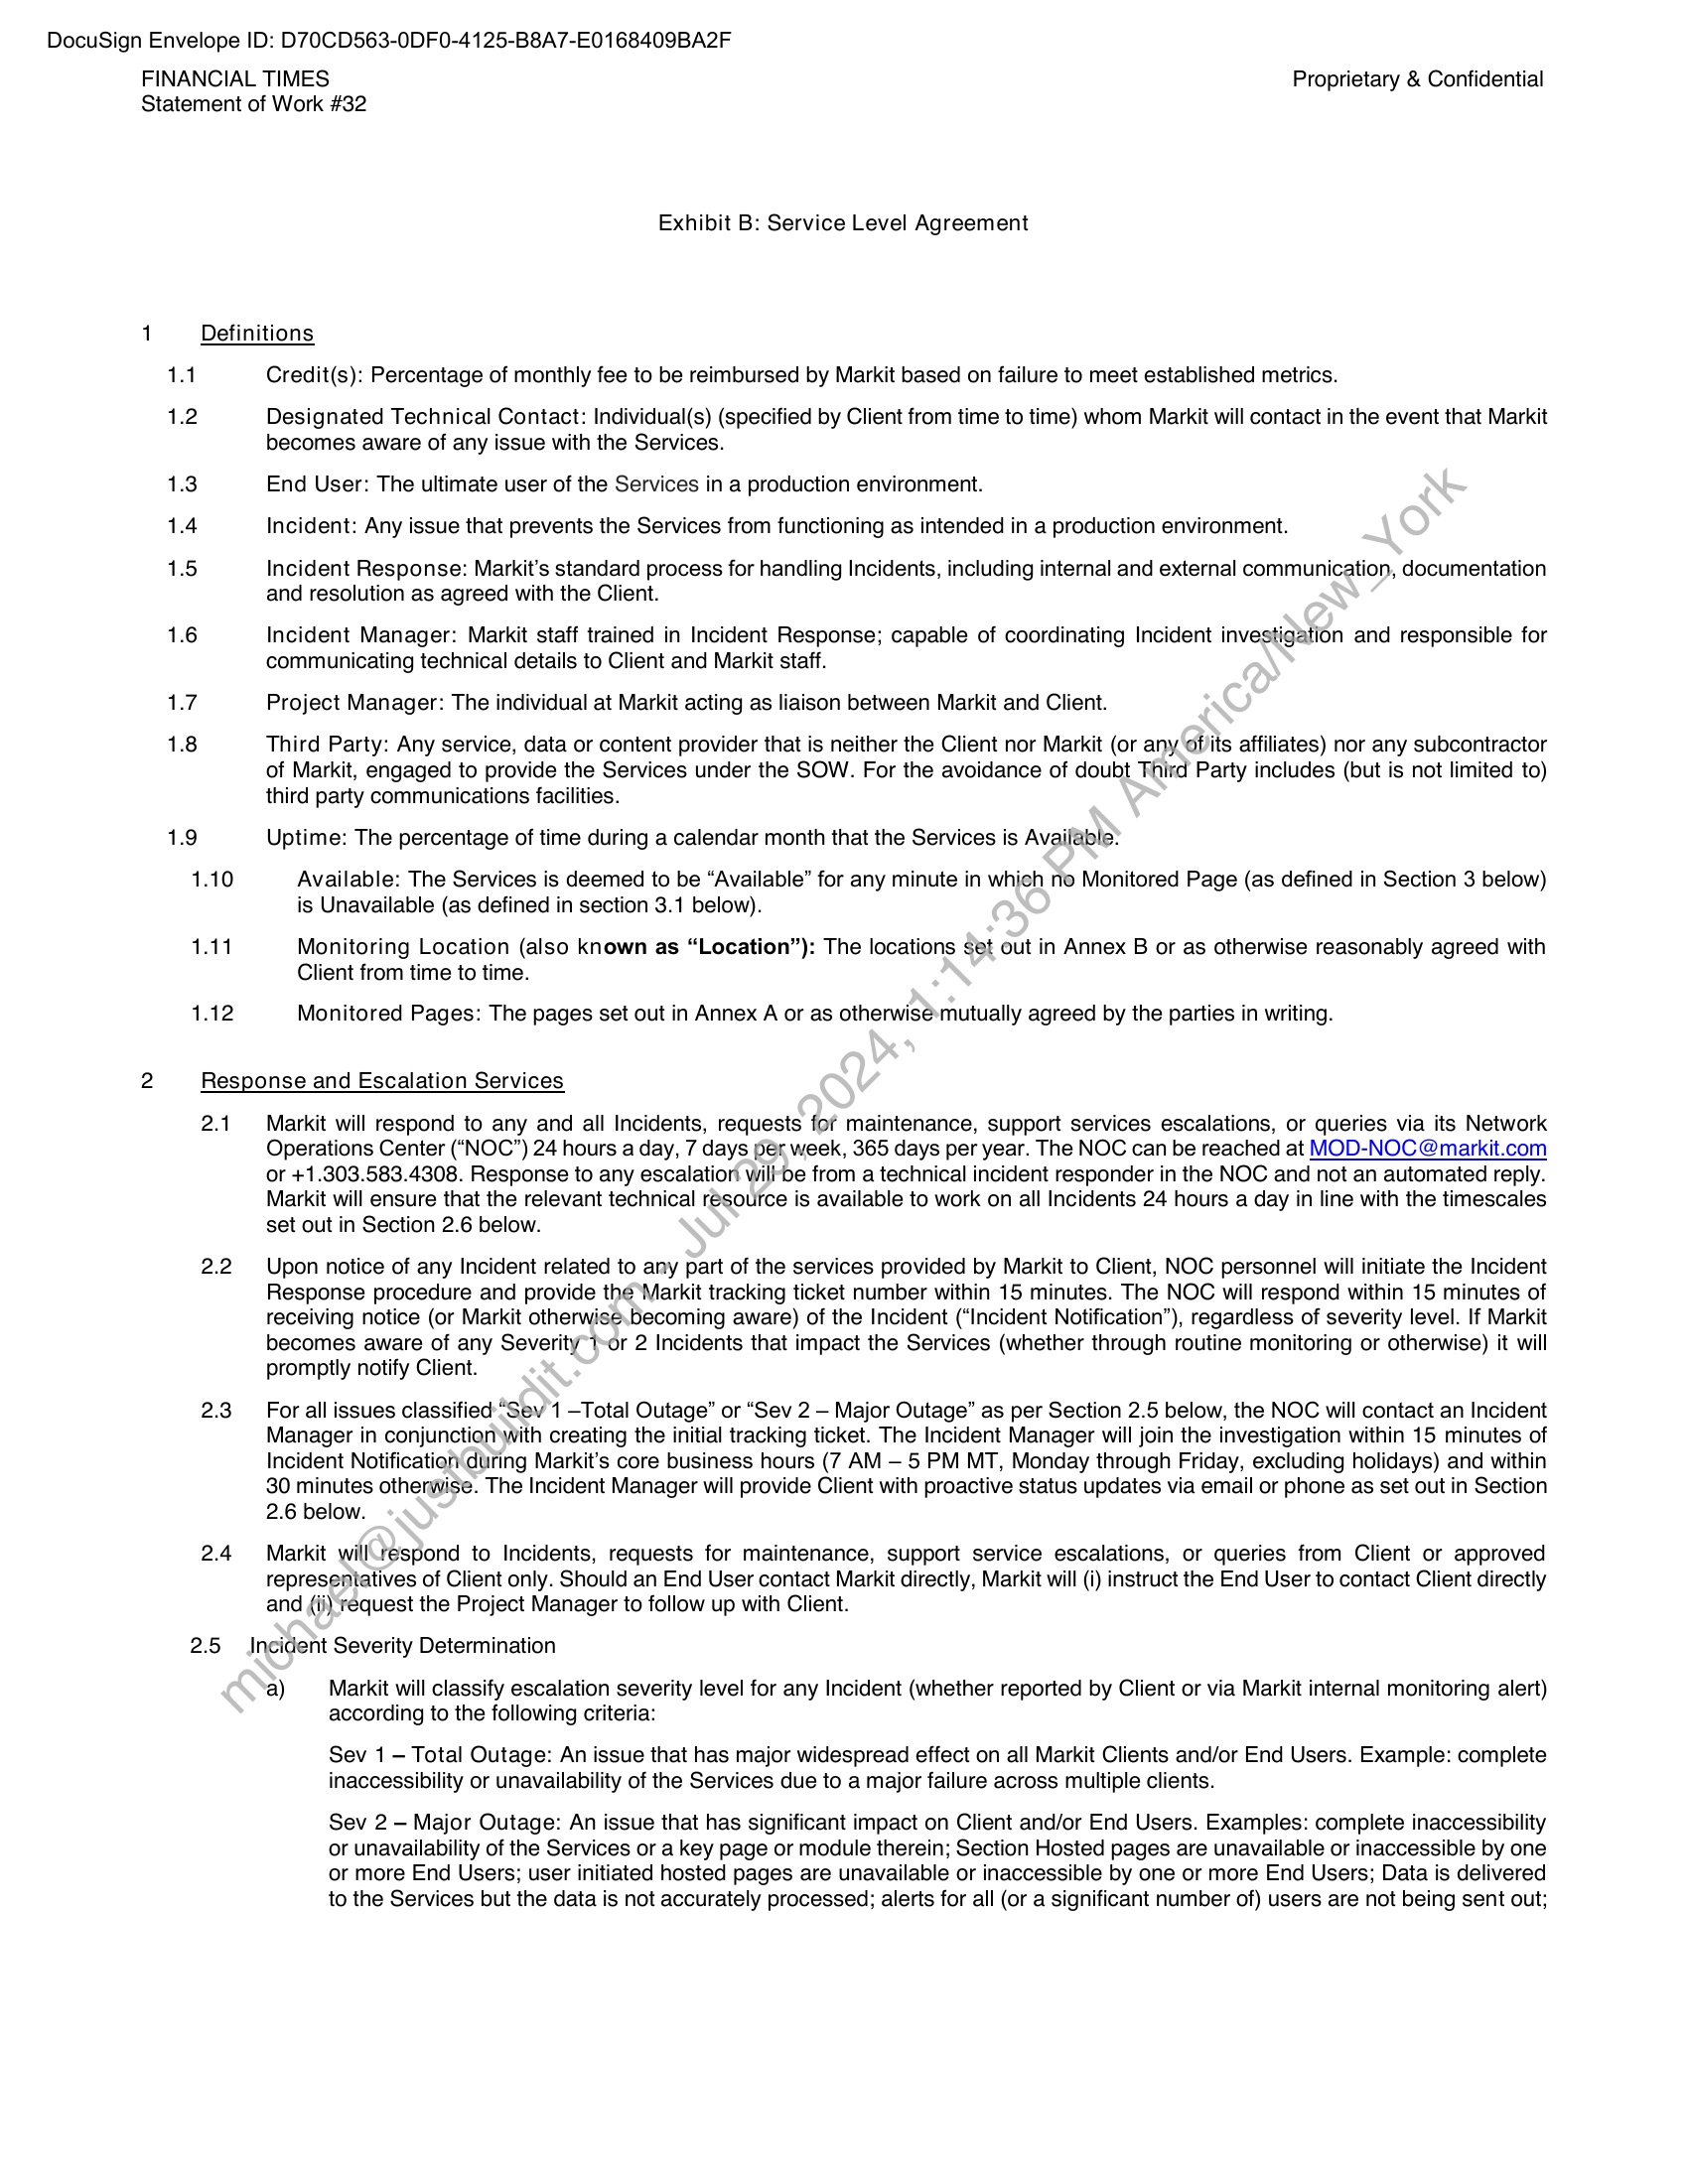 DocuSign Envelope ID: D70CD563-0DF0-4125-B8A7-E0168409BA2F
FINANCIAL TIMES
Proprietary & Confidential
Statement of Work #32
Exhibit B: Service Level Agreement
1 Definitions
1.1 Credit(s): Percentage of monthly fee to be reimbursed by Markit based on failure to meet established metrics.
1.2 Designated Technical Contact: Individual(s) (specified by Client from time to time) whom Markit will contact in the event that Markit
becomes aware of any issue with the Services.
1.3 End User: The ultimate user of the Services in a production environment.
1.4 Incident: Any issue that prevents the Services from functioning as intended in a production environment.
1.5 Incident Response: Markit’s standard process for handling Incidents, including internal and external communication, documentation
and resolution as agreed with the Client.
1.6 Incident Manager: Markit staff trained in Incident Response; capable of coordinating Incident investigation and responsible for
communicating technical details to Client and Markit staff.
1.7 Project Manager: The individual at Markit acting as liaison between Markit and Client.
1.8 Third Party: Any service, data or content provider that is neither the Client nor Markit (or any of its affiliates) nor any subcontractor
of Markit, engaged to provide the Services under the SOW. For the avoidance of doubt Third Party includes (but is not limited to)
third party communications facilities.
1.9 Uptime: The percentage of time during a calendar month that the Services is Available.
1.10 Available: The Services is deemed to be “Available” for any minute in which no Monitored Page (as defined in Section 3 below)
is Unavailable (as defined in section 3.1 below).
1.11 Monitoring Location (also known as “Location”): The locations set out in Annex B or as otherwise reasonably agreed with
Client from time to time.
1.12 Monitored Pages: The pages set out in Annex A or as otherwise mutually agreed by the parties in writing.
2 Response and Escalation Services
2.1 Markit will respond to any and all Incidents, requests for maintenance, support services escalations, or queries via its Network
Operations Center (“NOC”) 24 hours a day, 7 days per week, 365 days per year. The NOC can be reached at MOD-NOC@markit.com
or +1.303.583.4308. Response to any escalation will be from a technical incident responder in the NOC and not an automated reply.
Markit will ensure that the relevant technical resource is available to work on all Incidents 24 hours a day in line with the timescales
set out in Section 2.6 below.
2.2 Upon notice of any Incident related to any part of the services provided by Markit to Client, NOC personnel will initiate the Incident
Response procedure and provide the Markit tracking ticket number within 15 minutes. The NOC will respond within 15 minutes of
receiving notice (or Markit otherwise becoming aware) of the Incident (“Incident Notification”), regardless of severity level. If Markit
becomes aware of any Severity 1 or 2 Incidents that impact the Services (whether through routine monitoring or otherwise) it will
promptly notify Client.
2.3 For all issues classified “Sev 1 –Total Outage” or “Sev 2 – Major Outage” as per Section 2.5 below, the NOC will contact an Incident
Manager in conjunction with creating the initial tracking ticket. The Incident Manager will join the investigation within 15 minutes of
Incident Notification during Markit’s core business hours (7 AM – 5 PM MT, Monday through Friday, excluding holidays) and within
30 minutes otherwise. The Incident Manager will provide Client with proactive status updates via email or phone as set out in Section
2.6 below.
2.4 Markit will respond to Incidents, requests for maintenance, support service escalations, or queries from Client or approved
representatives of Client only. Should an End User contact Markit directly, Markit will (i) instruct the End User to contact Client directly
and (ii) request the Project Manager to follow up with Client.
2.5 Incident Severity Determination
a) Markit will classify escalation severity level for any Incident (whether reported by Client or via Markit internal monitoring alert)
according to the following criteria:
Sev 1 – Total Outage: An issue that has major widespread effect on all Markit Clients and/or End Users. Example: complete
inaccessibility or unavailability of the Services due to a major failure across multiple clients.
Sev 2 – Major Outage: An issue that has significant impact on Client and/or End Users. Examples: complete inaccessibility
or unavailability of the Services or a key page or module therein; Section Hosted pages are unavailable or inaccessible by one
or more End Users; user initiated hosted pages are unavailable or inaccessible by one or more End Users; Data is delivered
to the Services but the data is not accurately processed; alerts for all (or a significant number of) users are not being sent out;
michael@justbuildit.com - Jul 29, 2024, 1:14:36 PM America/New_York